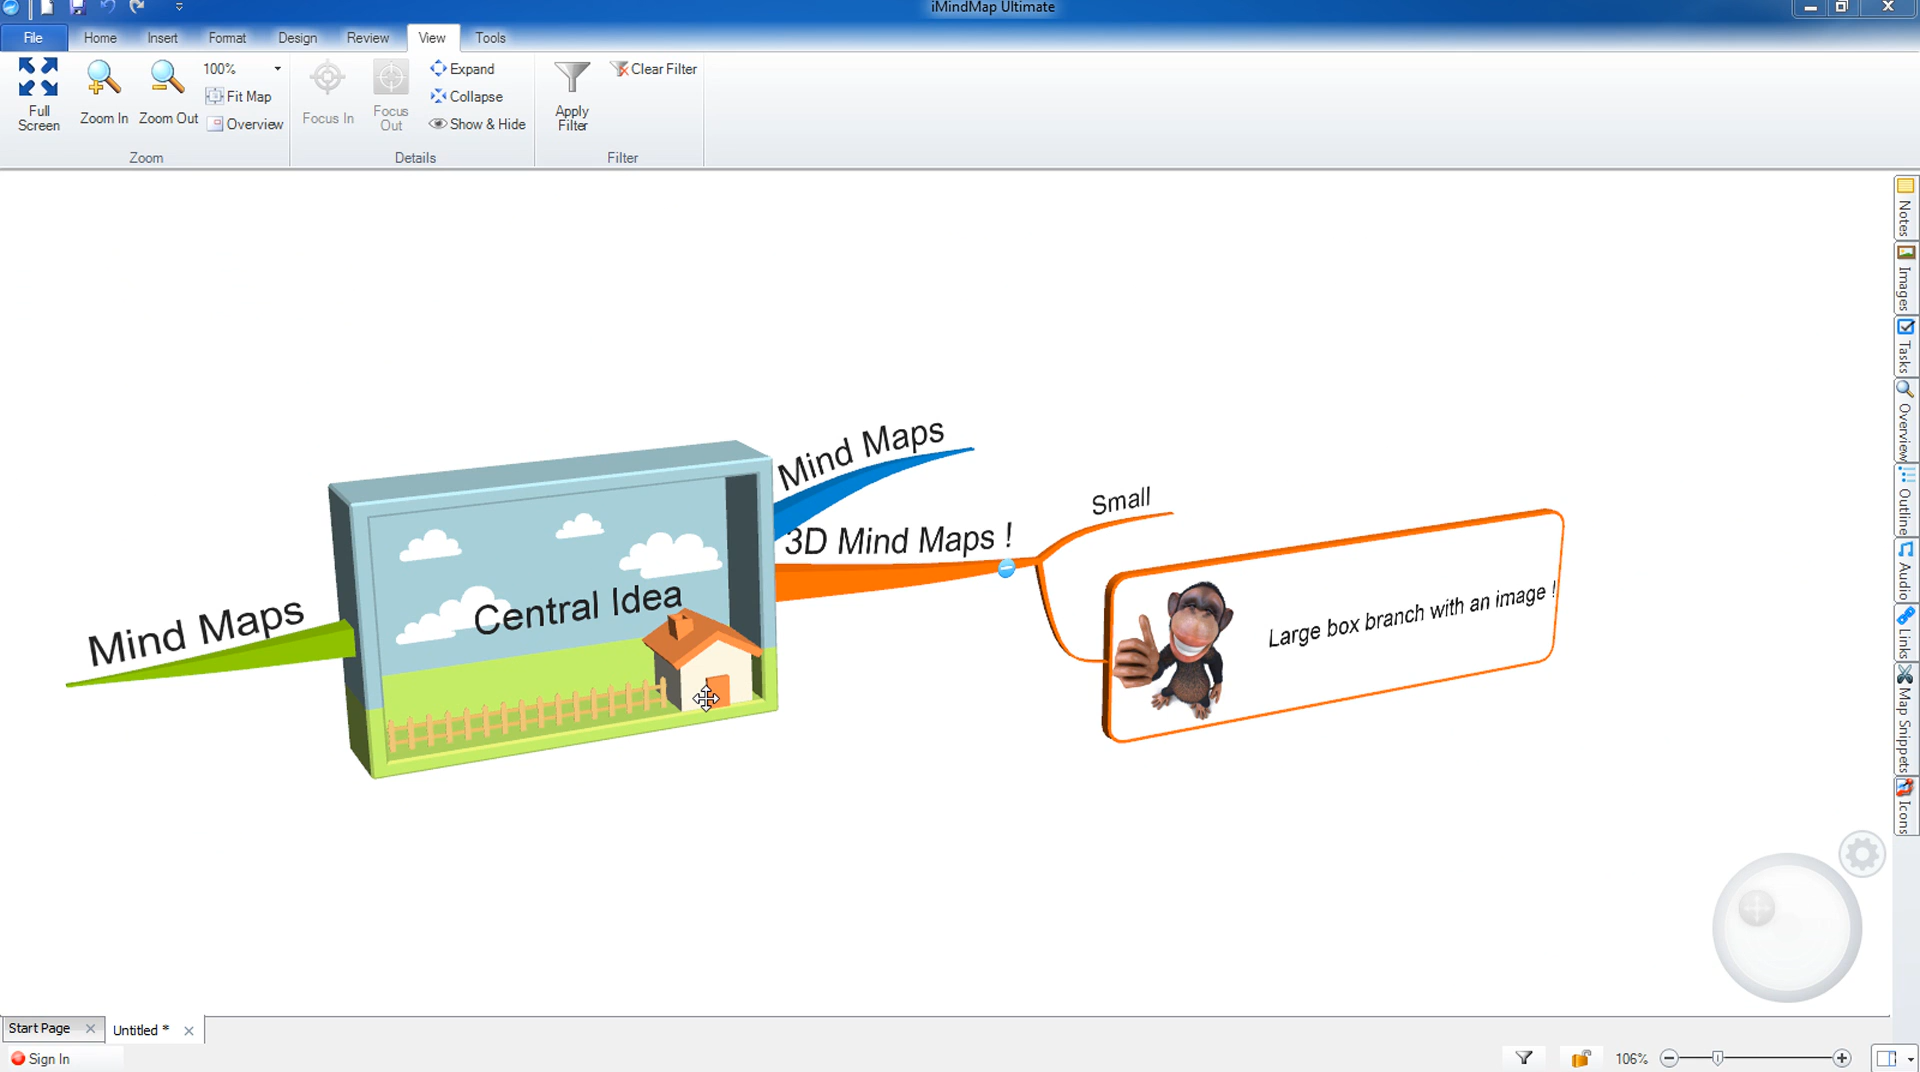 iMindMap Ultimate
File Home Insert Format Design Review View Tools
Full Screen
Zoom In
Zoom Out
100%
Fit Map
Overview
Zoom
Focus In
Focus Out
Expand
Collapse
Show & Hide
Details
Apply Filter
Clear Filter
Filter
Mind Maps
3D Mind Maps !
Small
Central Idea
Mind Maps
Large box branch with an image !
Notes
Images
Tasks
Overview
Outline
Audio
Links
Map Snippets
Icons
Start Page
Untitled *
Sign In
106%